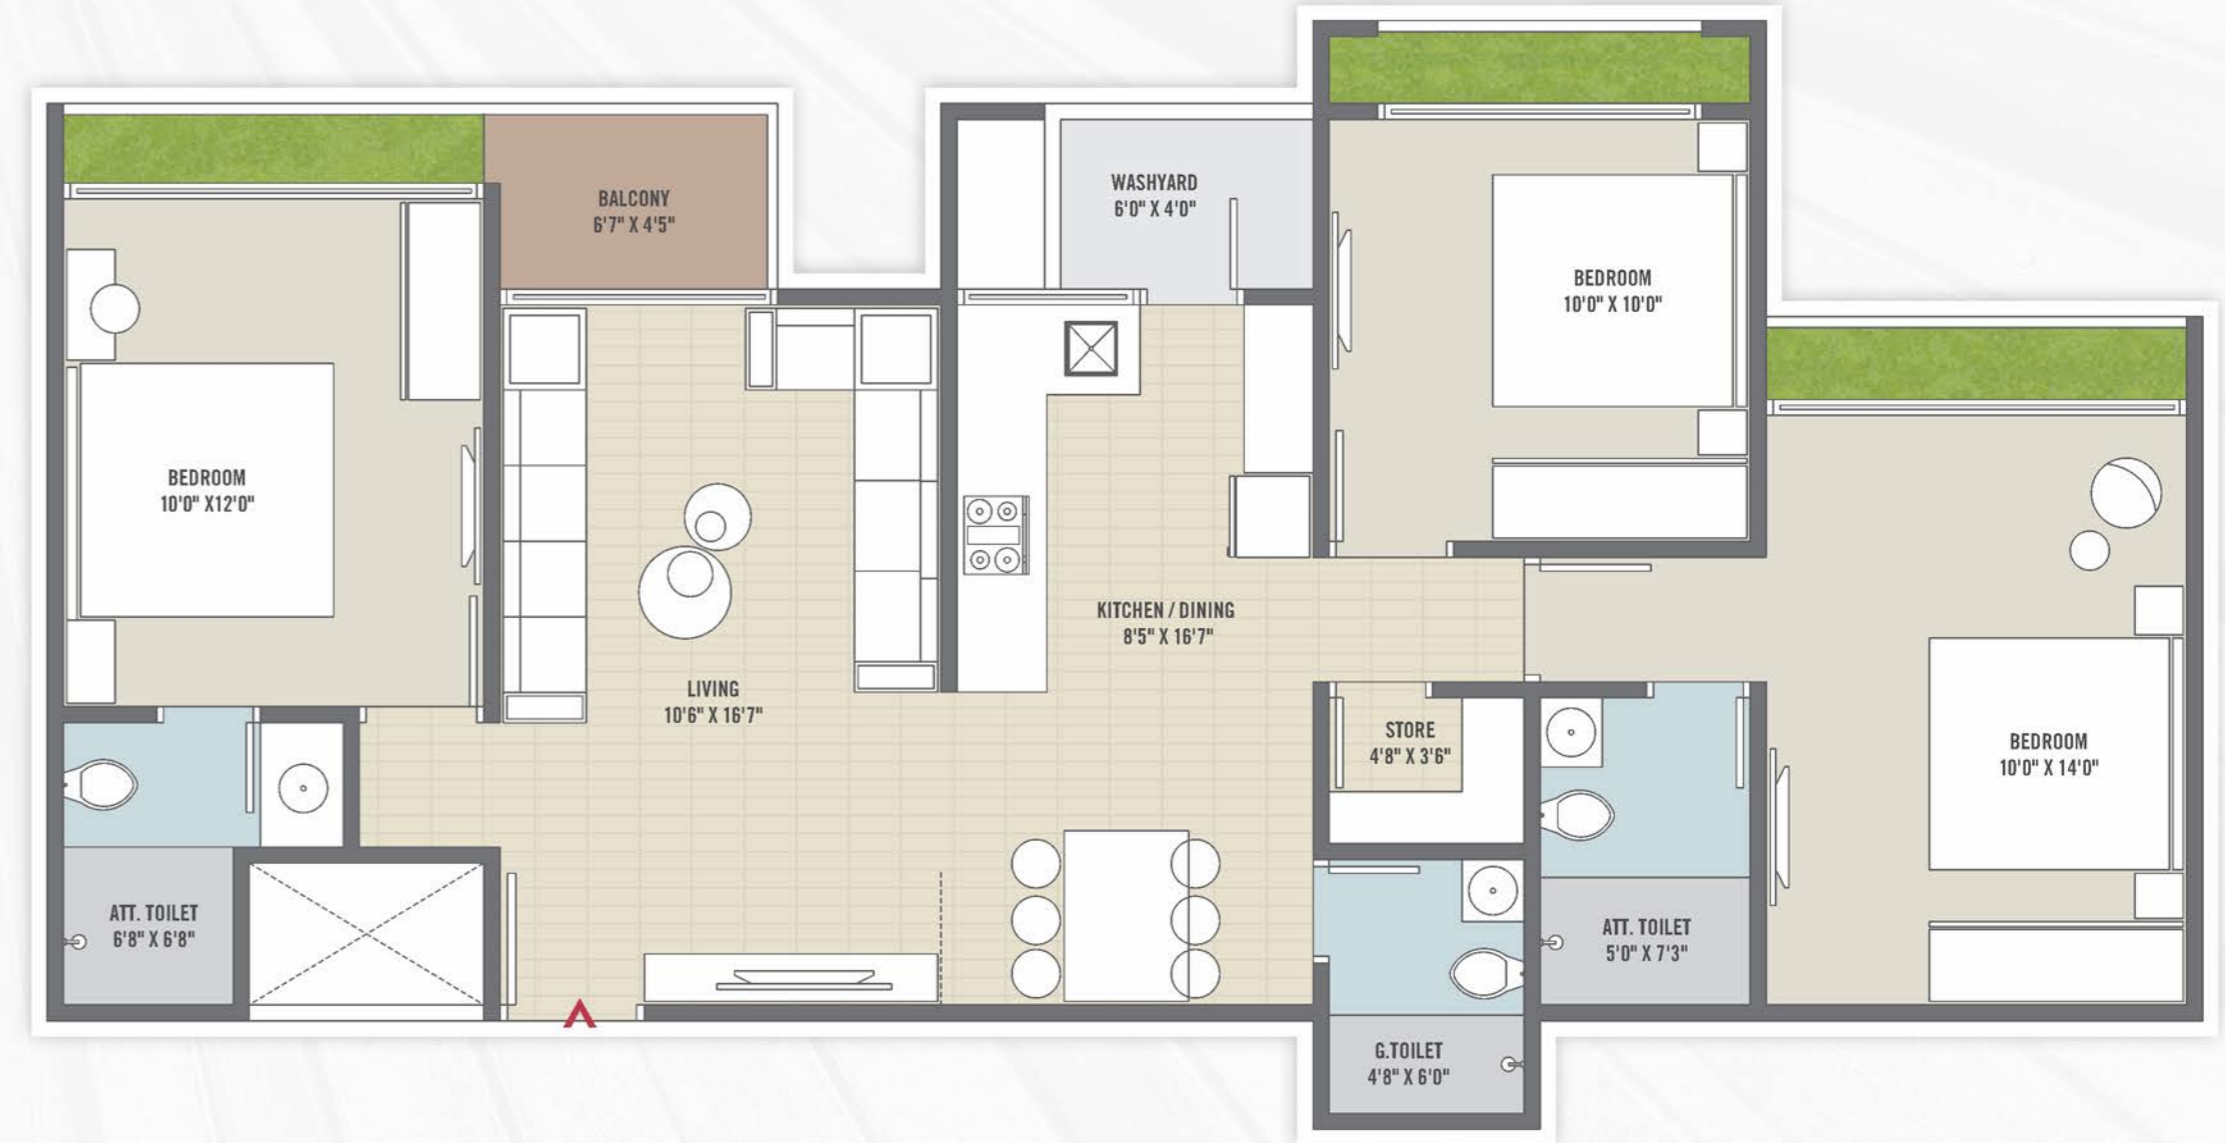 BALCONY
6'7" X 4'5"
WASHYARD
6'0" X 4'0"
BEDROOM
10'0" X 10'0"
BEDROOM
10'0" X12'0"
KITCHEN / DINING
8'5" X 16'7"
LIVING
10'6" X 16'7"
STORE
4'8" X 3'6"
BEDROOM
10'0" X 14'0"
ATT. TOILET
6'8" X 6'8"
ATT. TOILET
5'0" X 7'3"
G.TOILET
4'8" X 6'0"